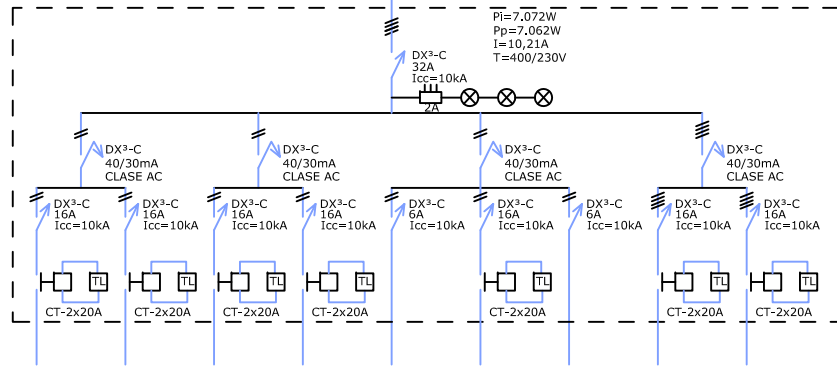 Pi=7.072W
Pp=7.062W
I=10,21A
T=400/230V
DX³-C
32A
Icc=10kA
2A
DX³-C
40/30mA
CLASE AC
DX³-C
40/30mA
CLASE AC
DX³-C
40/30mA
CLASE AC
DX³-C
40/30mA
CLASE AC
DX³-C
16A
Icc=10kA
DX³-C
16A
Icc=10kA
DX³-C
16A
Icc=10kA
DX³-C
16A
Icc=10kA
DX³-C
6A
Icc=10kA
DX³-C
16A
Icc=10kA
DX³-C
6A
Icc=10kA
DX³-C
16A
Icc=10kA
DX³-C
16A
Icc=10kA
TL
TL
TL
TL
TL
TL
TL
CT-2x20A
CT-2x20A
CT-2x20A
CT-2x20A
CT-2x20A
CT-2x20A
CT-2x20A